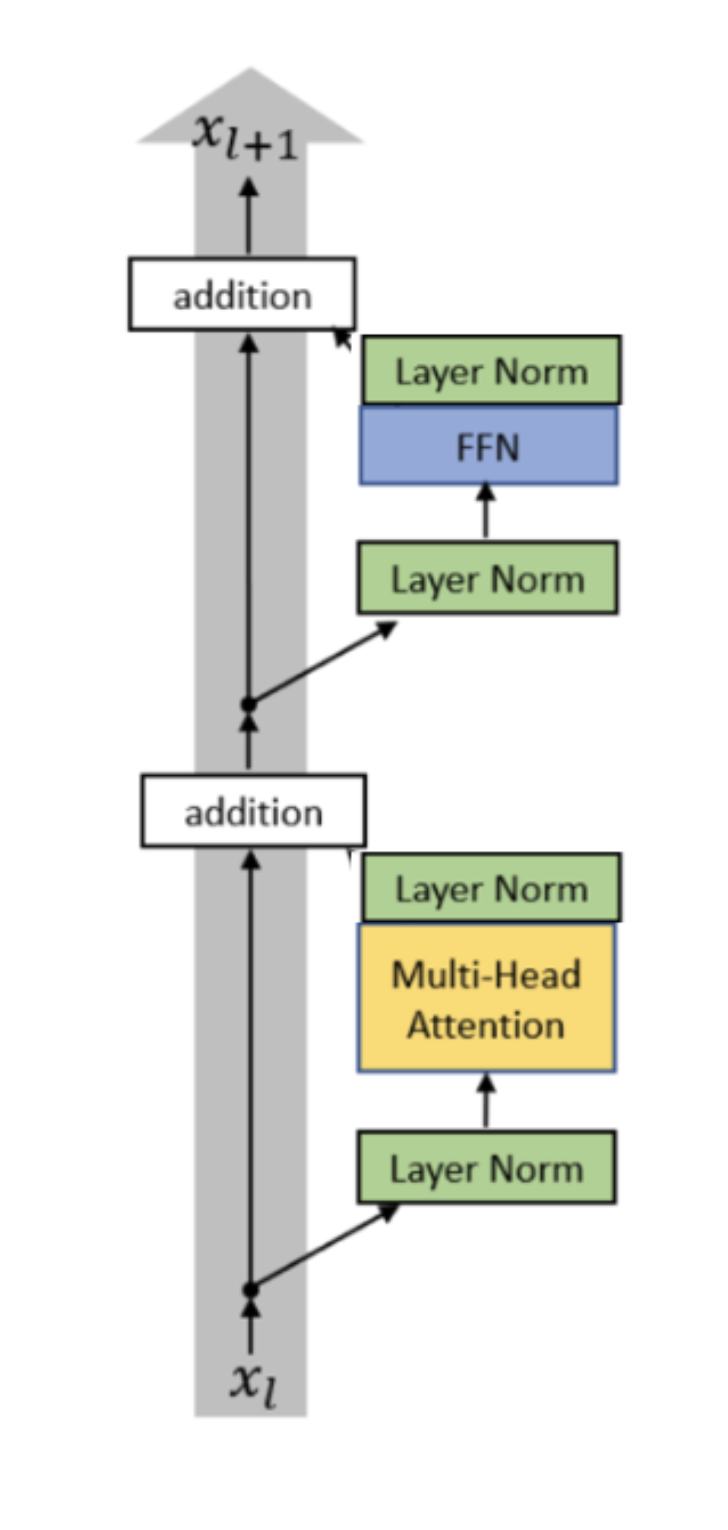 x_{l+1}
addition
Layer Norm
FFN
Layer Norm
addition
Layer Norm
Multi-Head
Attention
Layer Norm
x_l